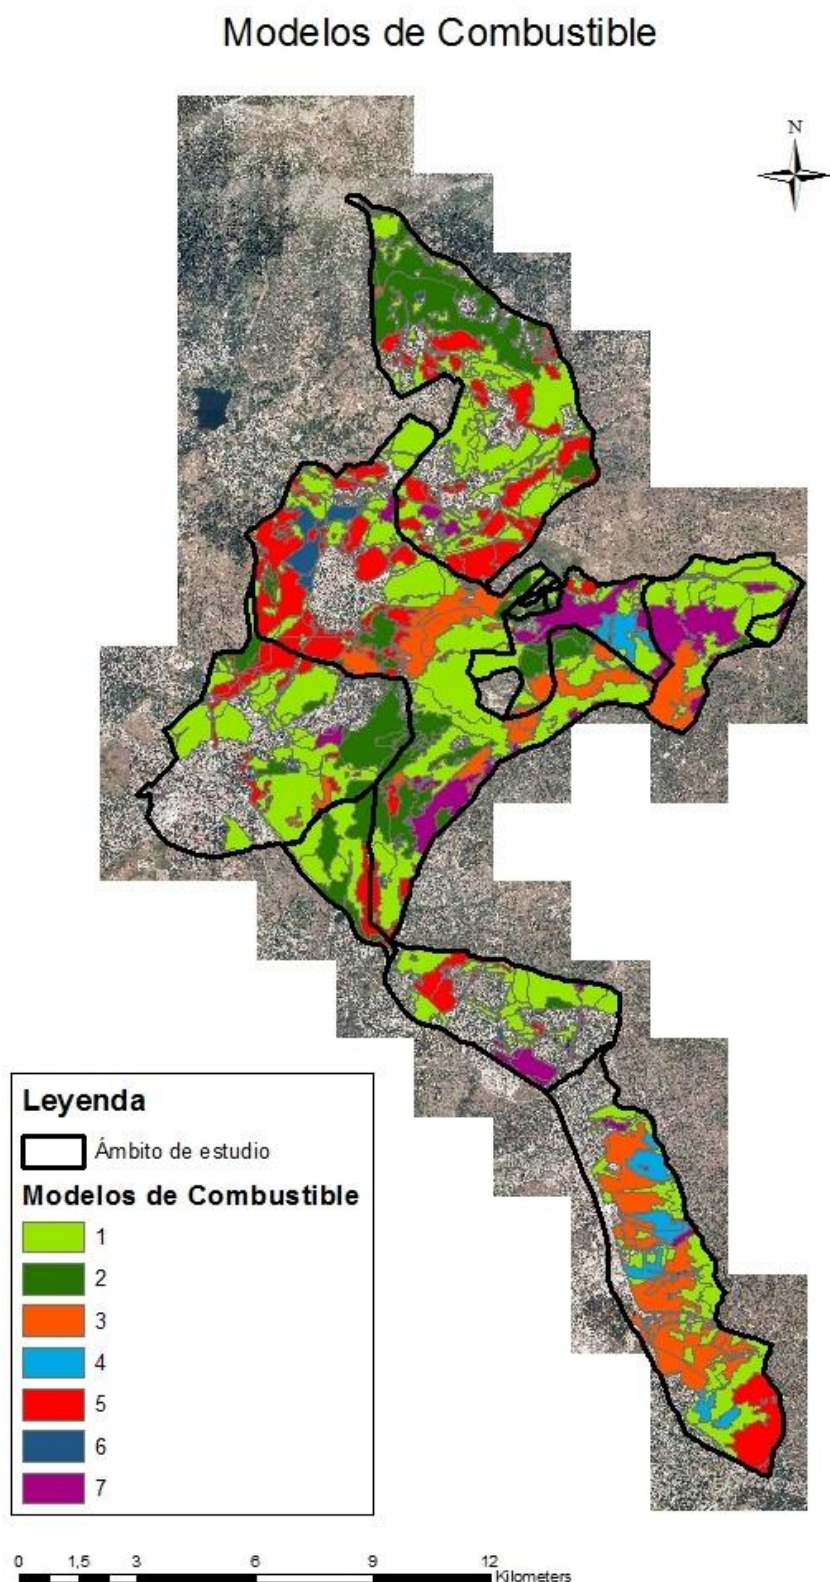 Modelos de Combustible
N
Leyenda
Ámbito de estudio
Modelos de Combustible
1
2
3
4
5
6
7
0 1,5 3 6 9 12
Kilometers